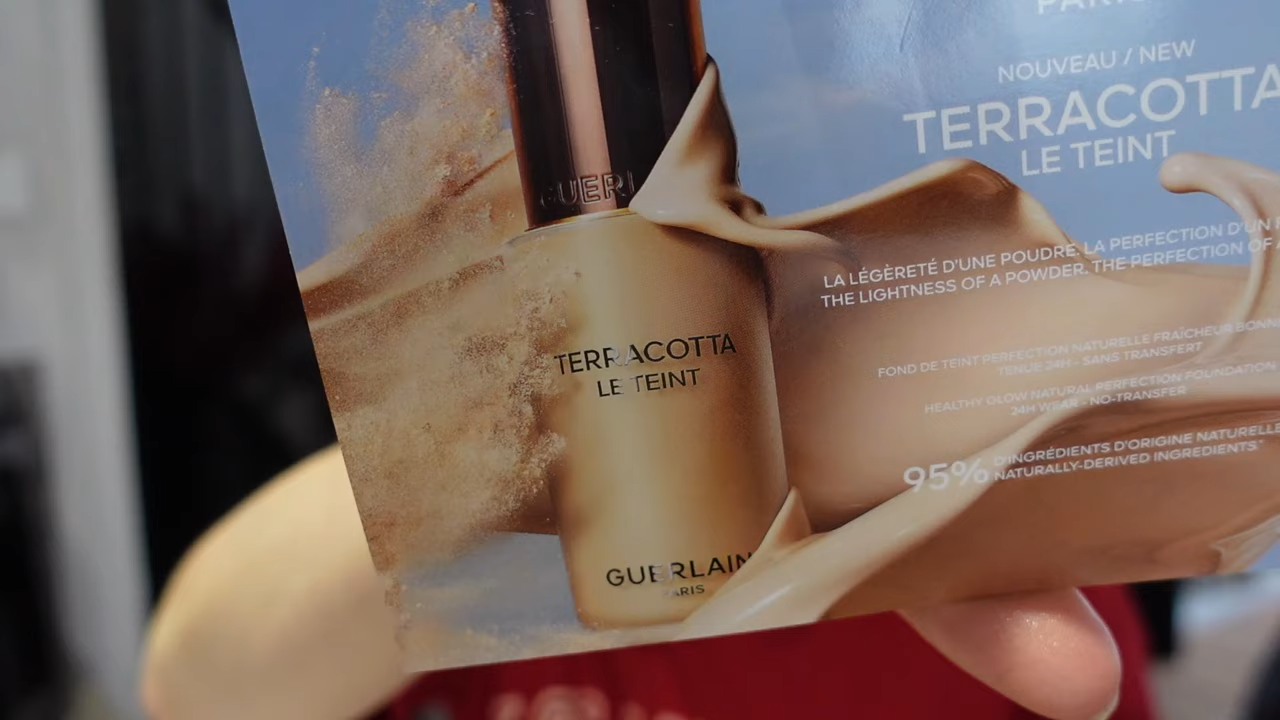 GUERL
TERRACOTTA
LE TEINT
GUERLAIN
PARIS
NOUVEAU / NEW
TERRACOTTA
LE TEINT
LA LÉGÈRETÉ D'UNE POUDRE. LA PERFECTION D'UN
THE LIGHTNESS OF A POWDER. THE PERFECTION OF
FOND DE TEINT PERFECTION NATURELLE FRAÎCHEUR BONN
TENUE 24H - SANS TRANSFERT
HEALTHY GLOW NATURAL PERFECTION FOUNDATION
24H WEAR - NO-TRANSFER
95% D'INGRÉDIENTS D'ORIGINE NATURELLE
NATURALLY-DERIVED INGREDIENTS*